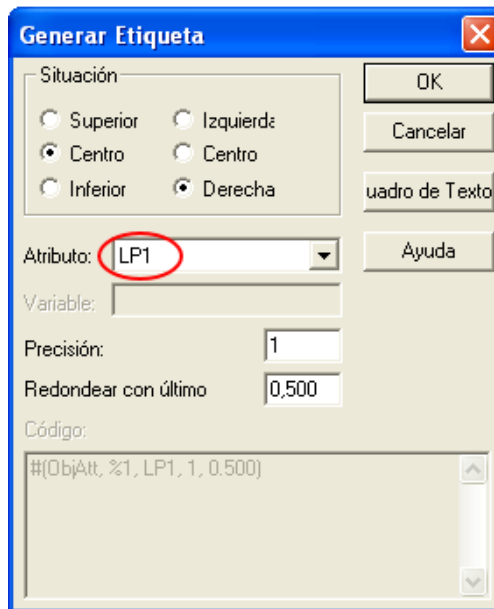 Generar Etiqueta
Situación
Superior Izquierda
Centro Centro
Inferior Derecha
OK
Cancelar
uadro de Texto
Ayuda
Atributo: LP1
Variable:
Precisión: 1
Redondear con último 0,500
Código:
#(ObjAtt, %1, LP1, 1, 0.500)